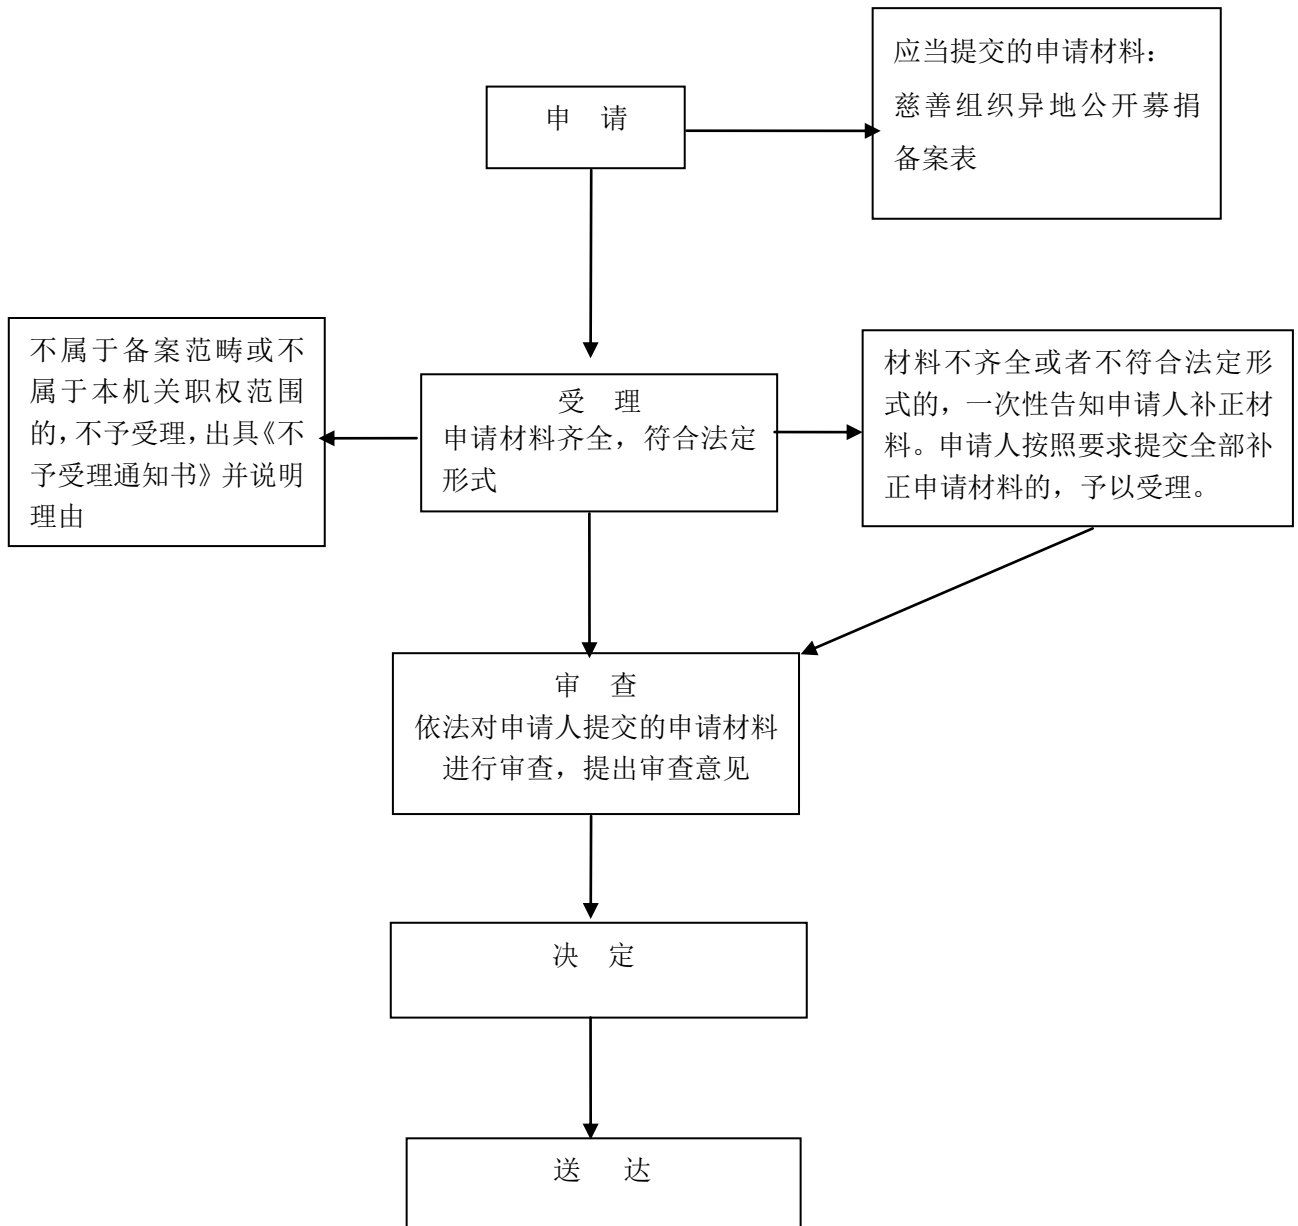 申 请
应当提交的申请材料：
慈善组织异地公开募捐
备案表
不属于备案范畴或不
属于本机关职权范围
的，不予受理，出具《不
予受理通知书》并说明
理由
受 理
申请材料齐全，符合法定
形式
材料不齐全或者不符合法定形
式的，一次性告知申请人补正材
料。申请人按照要求提交全部补
正申请材料的，予以受理。
审 查
依法对申请人提交的申请材料
进行审查，提出审查意见
决 定
送 达